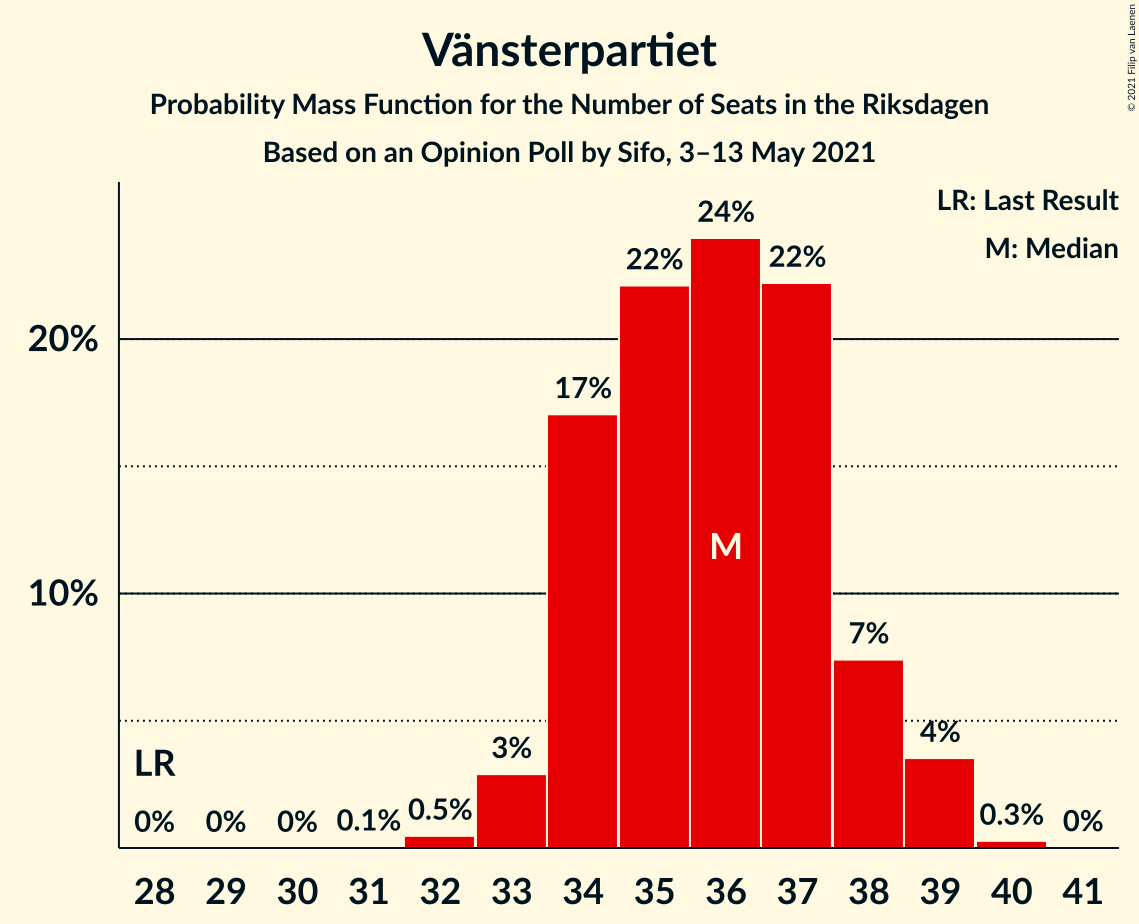 Vänsterpartiet
Probability Mass Function for the Number of Seats in the Riksdagen
Based on an Opinion Poll by Sifo, 3–13 May 2021
© 2021 Filip van Laenen
LR: Last Result
M: Median
20%
10%
LR
0% 0% 0% 0.1% 0.5% 3% 17% 22% 24% 22% 7% 4% 0.3% 0%
M
28 29 30 31 32 33 34 35 36 37 38 39 40 41